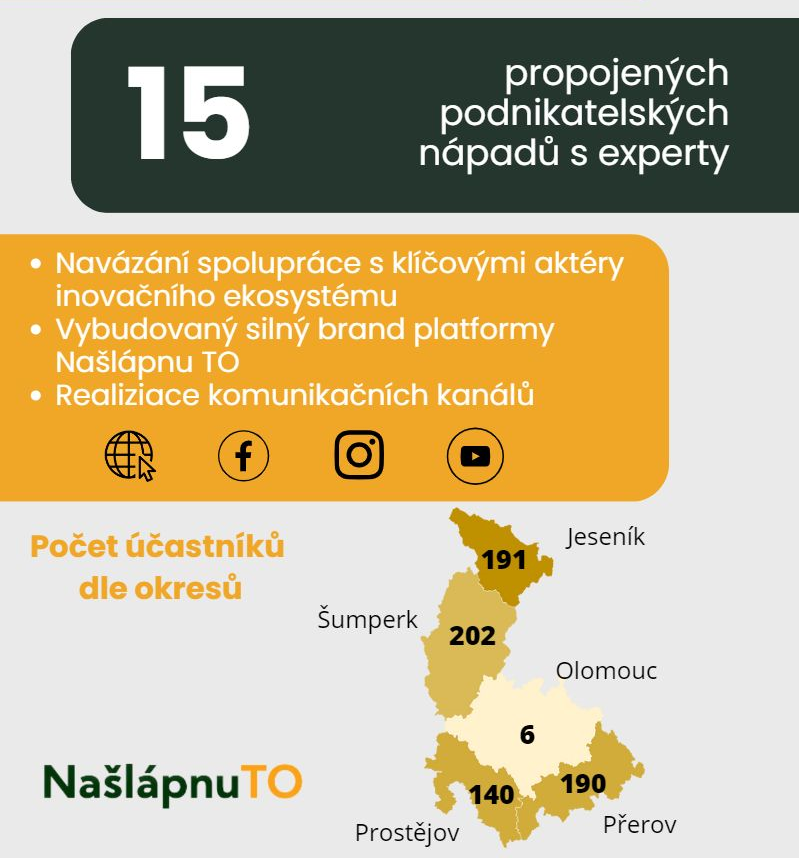 15
propojených
podnikatelských
nápadů s experty
• Navázání spolupráce s klíčovými aktéry
inovačního ekosystému
• Vybudovaný silný brand platformy
Našlápnu TO
• Realiziace komunikačních kanálů
Počet účastníků
dle okresů
Jeseník
191
Šumperk
202
Olomouc
6
NašlápnuTO
140
190
Prostějov
Přerov